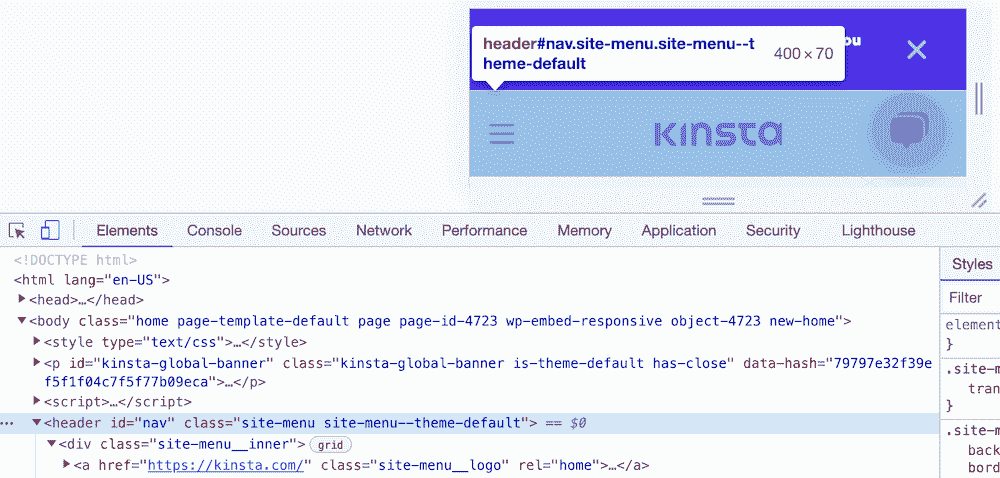 ou
header#nav.site-menu.site-menu--t
heme-default
400 × 70
Kinsta
Elements Console Sources Network Performance Memory Application Security Lighthouse
<!DOCTYPE html>
<html lang="en-US">
<head>…</head>
<body class="home page-template-default page page-id-4723 wp-embed-responsive object-4723 new-home">
<style type="text/css">…</style>
<p id="kinsta-global-banner" class="kinsta-global-banner is-theme-default has-close" data-hash="79797e32f39e
f5f1f04c7f5f77b09eca">…</p>
<script>…</script>
… <header id="nav" class="site-menu site-menu--theme-default"> == $0
<div class="site-menu__inner"> grid
<a href="https://kinsta.com/" class="site-menu__logo" rel="home">…</a>
Styles
Filter
element
}
.site-m
tran
}
.site-m
back
bord